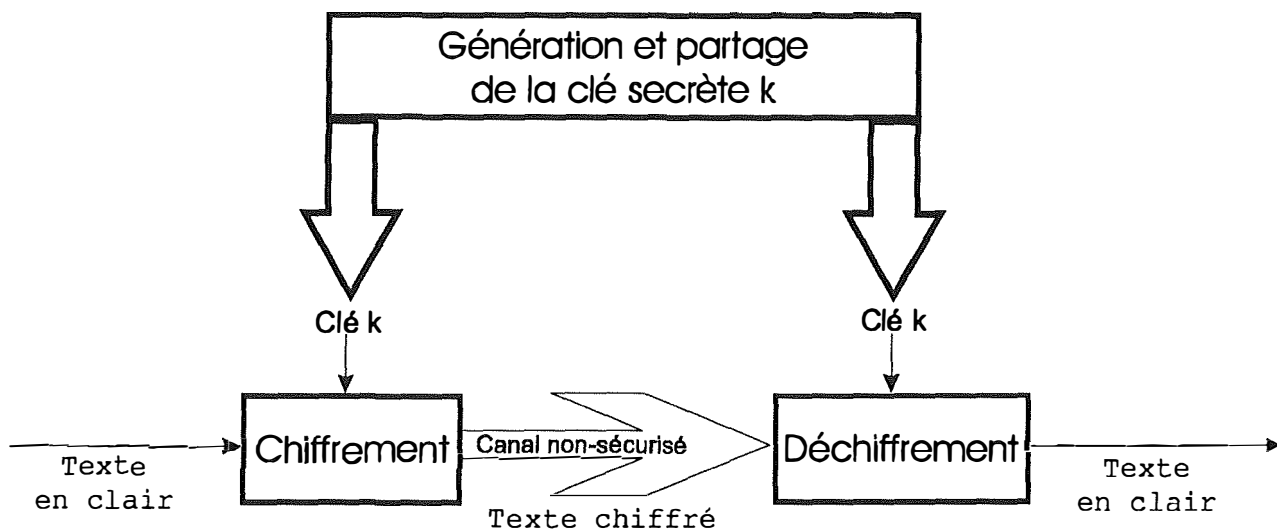 Génération et partage
de la clé secrète k
Clé k
Clé k
Chiffrement
Canal non-sécurisé
Déchiffrement
Texte
en clair
Texte chiffré
Texte
en clair